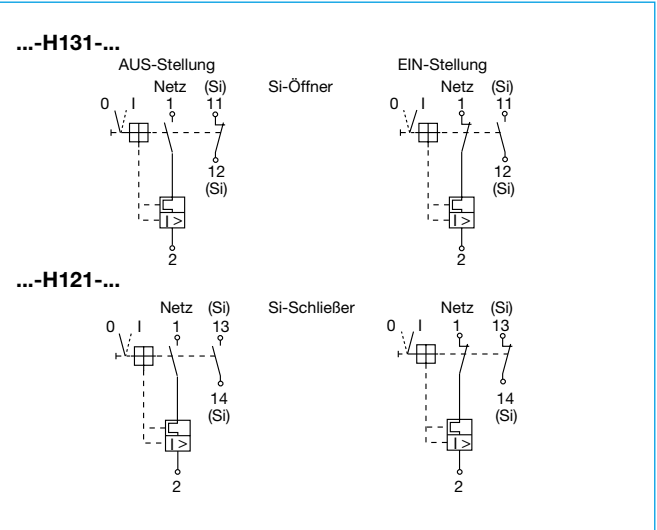 ...-H131-...
AUS-Stellung EIN-Stellung
Netz (Si) Si-Öffner Netz (Si)
0 I 1 11 0 I 1 11
12 12
(Si) (Si)
I > I >
2 2
...-H121-...
Netz (Si) Si-Schließer Netz (Si)
0 I 1 13 0 I 1 13
14 14
(Si) (Si)
I > I >
2 2